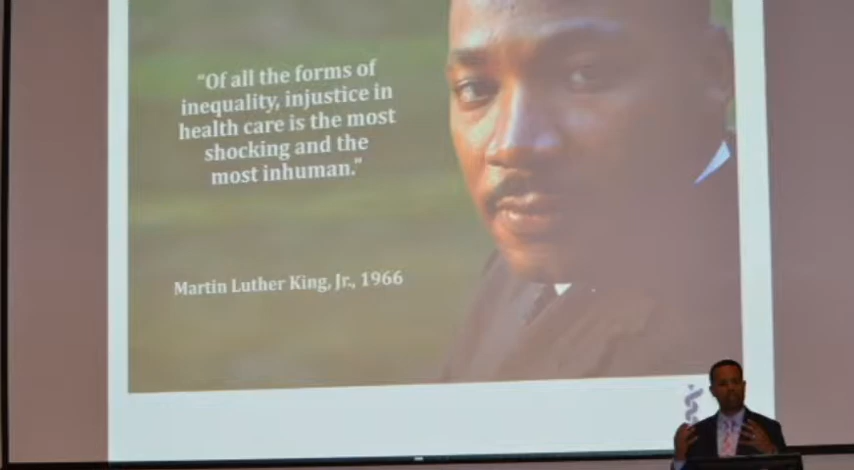 “Of all the forms of
inequality, injustice in
health care is the most
shocking and the
most inhuman.”
Martin Luther King, Jr., 1966